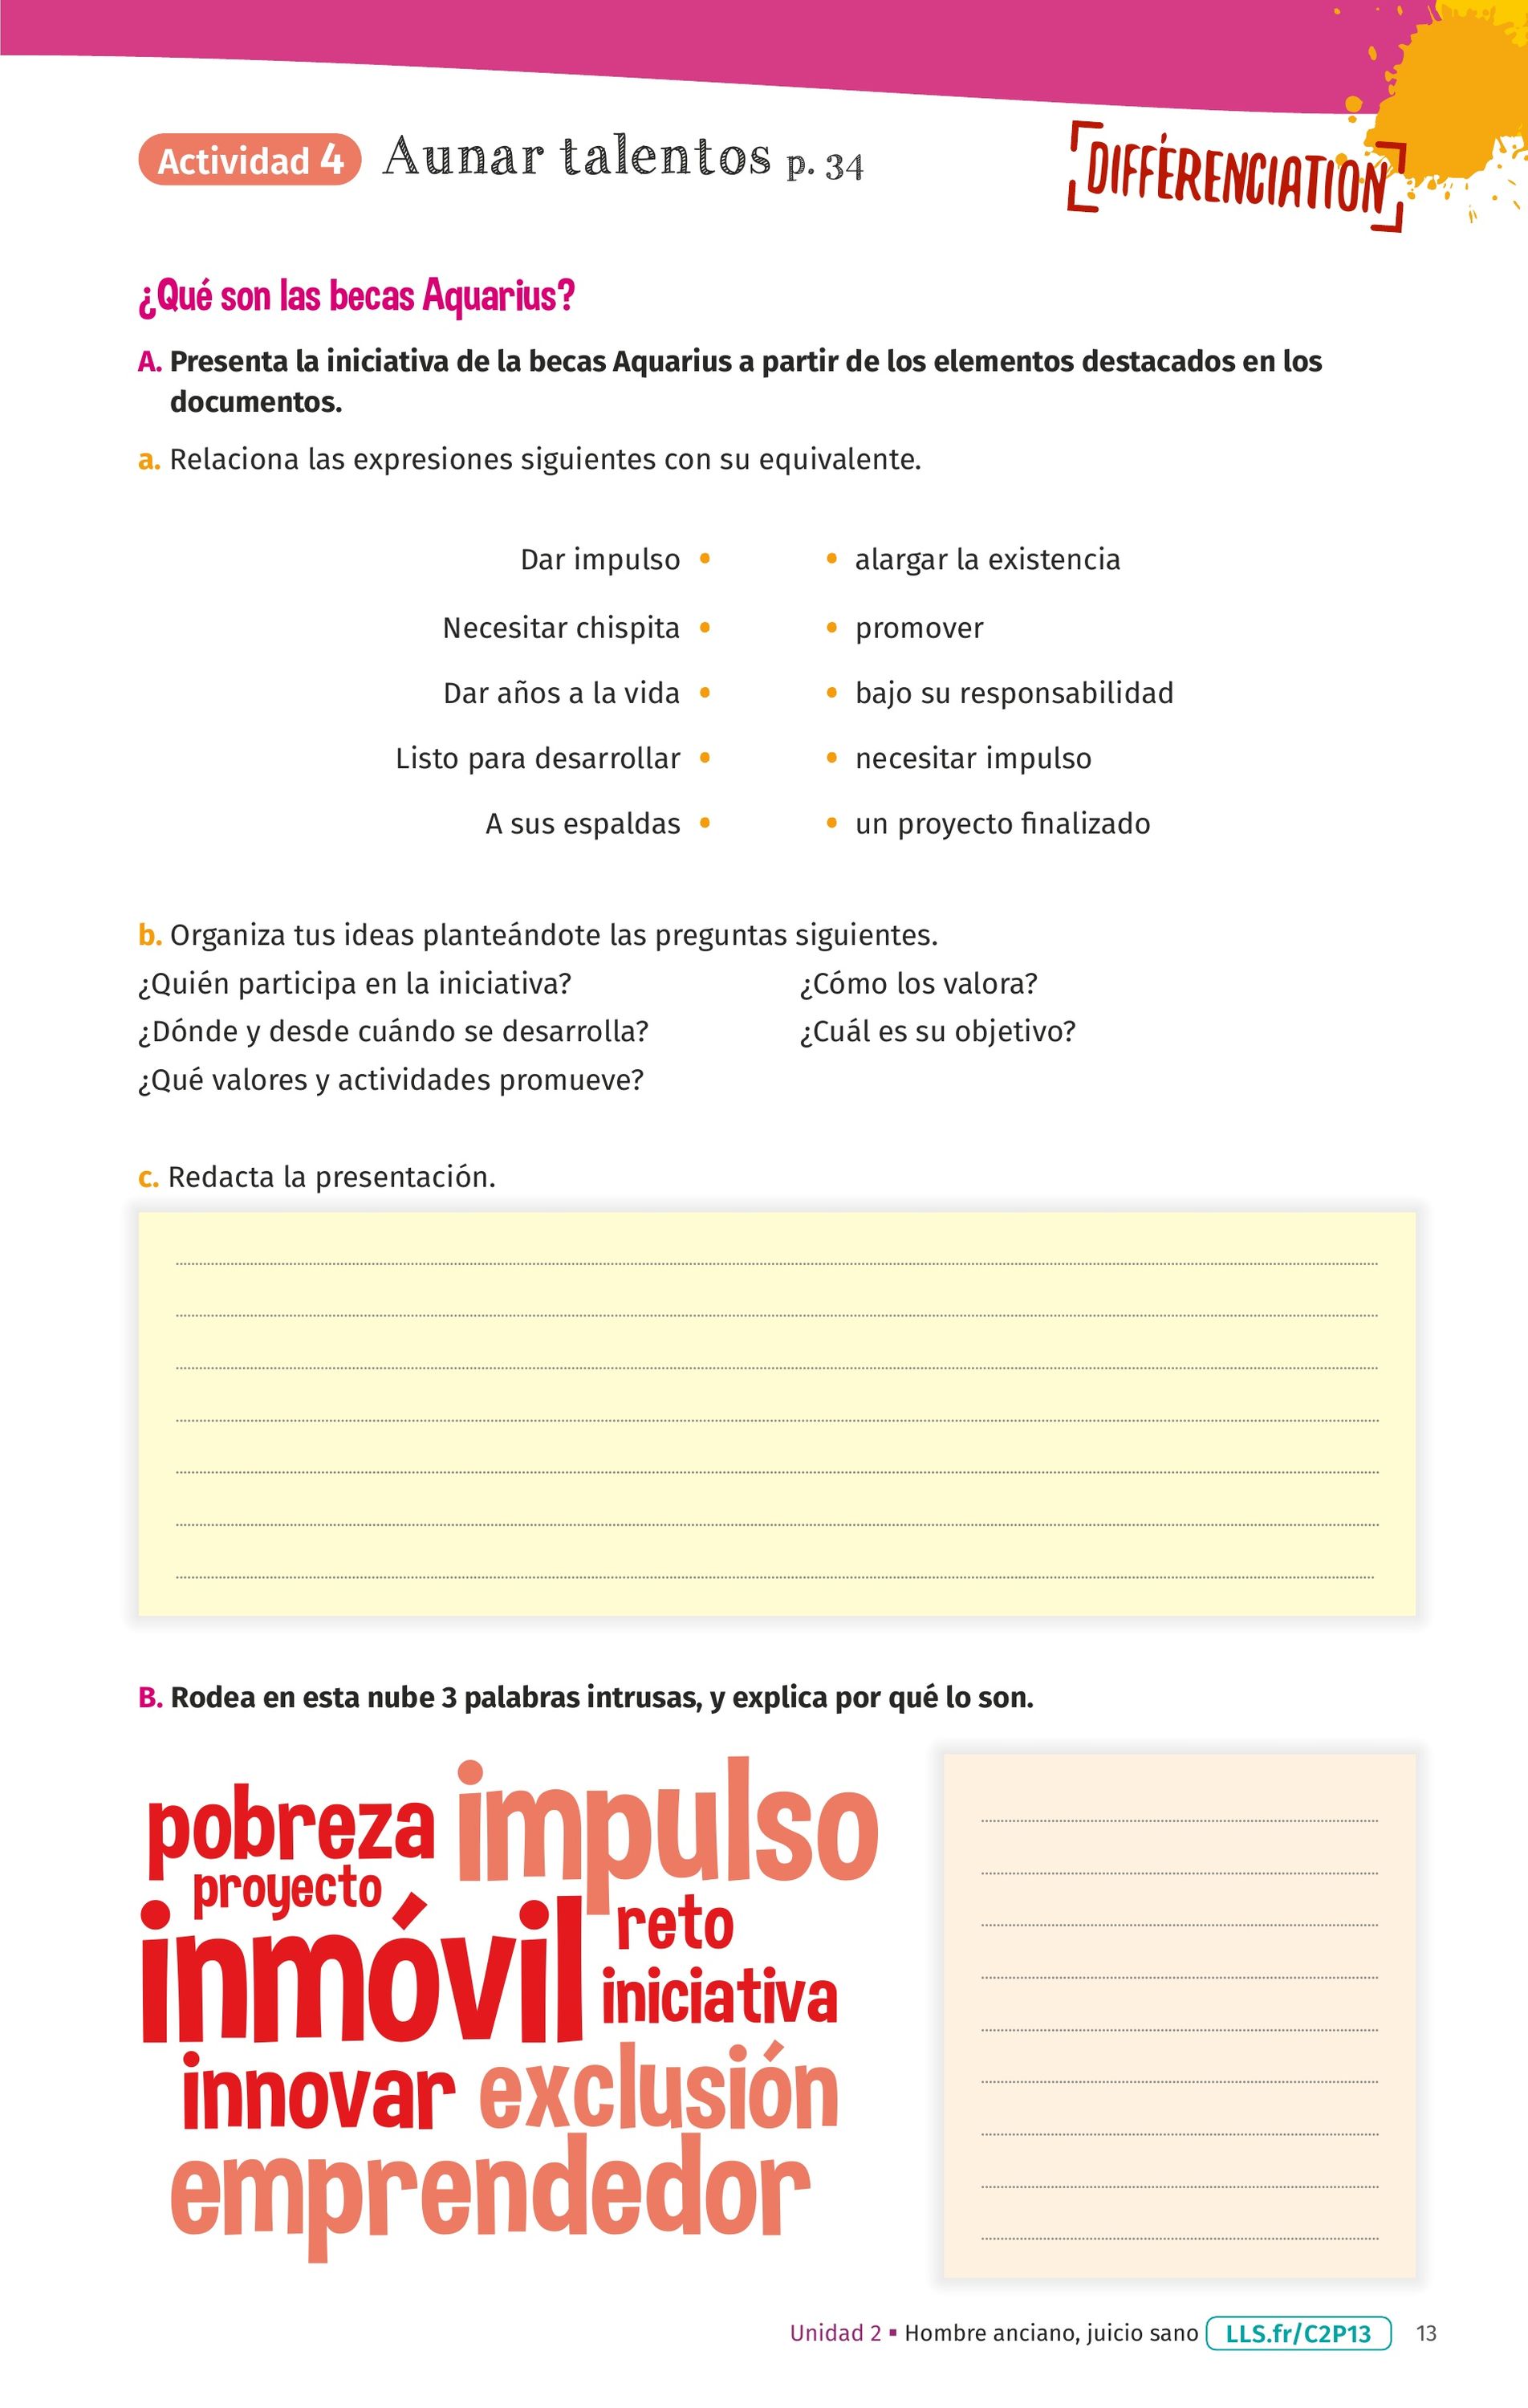 Actividad 4 Aunar talentos p. 34
DIFFÉRENCIATION
¿Qué son las becas Aquarius?
A. Presenta la iniciativa de la becas Aquarius a partir de los elementos destacados en los
documentos.
a. Relaciona las expresiones siguientes con su equivalente.
Dar impulso • • alargar la existencia
Necesitar chispita • • promover
Dar años a la vida • • bajo su responsabilidad
Listo para desarrollar • • necesitar impulso
A sus espaldas • • un proyecto finalizado
b. Organiza tus ideas planteándote las preguntas siguientes.
¿Quién participa en la iniciativa? ¿Cómo los valora?
¿Dónde y desde cuándo se desarrolla? ¿Cuál es su objetivo?
¿Qué valores y actividades promueve?
c. Redacta la presentación.
B. Rodea en esta nube 3 palabras intrusas, y explica por qué lo son.
pobreza impulso
proyecto
inmóvil reto
iniciativa
innovar exclusión
emprendedor
Unidad 2 ▪ Hombre anciano, juicio sano LLS.fr/C2P13 13